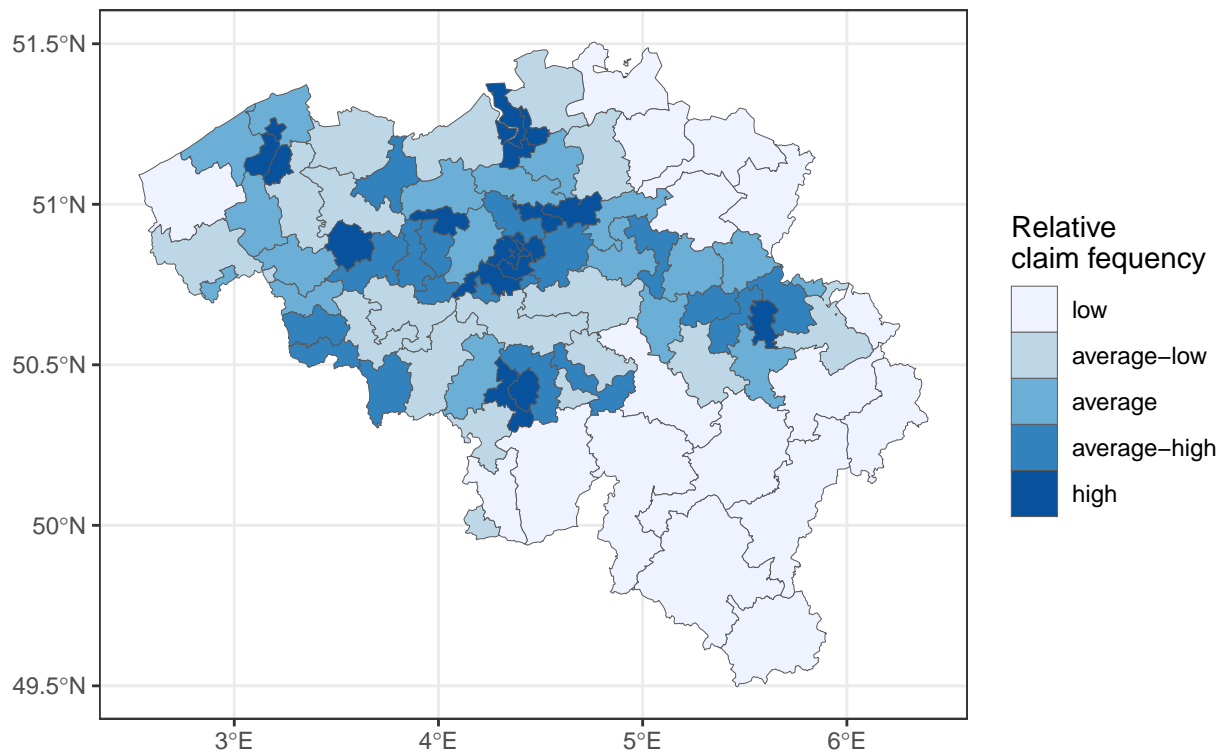 51.5°N
51°N
50.5°N
50°N
49.5°N
3°E
4°E
5°E
6°E
Relative
claim fequency
low
average−low
average
average−high
high